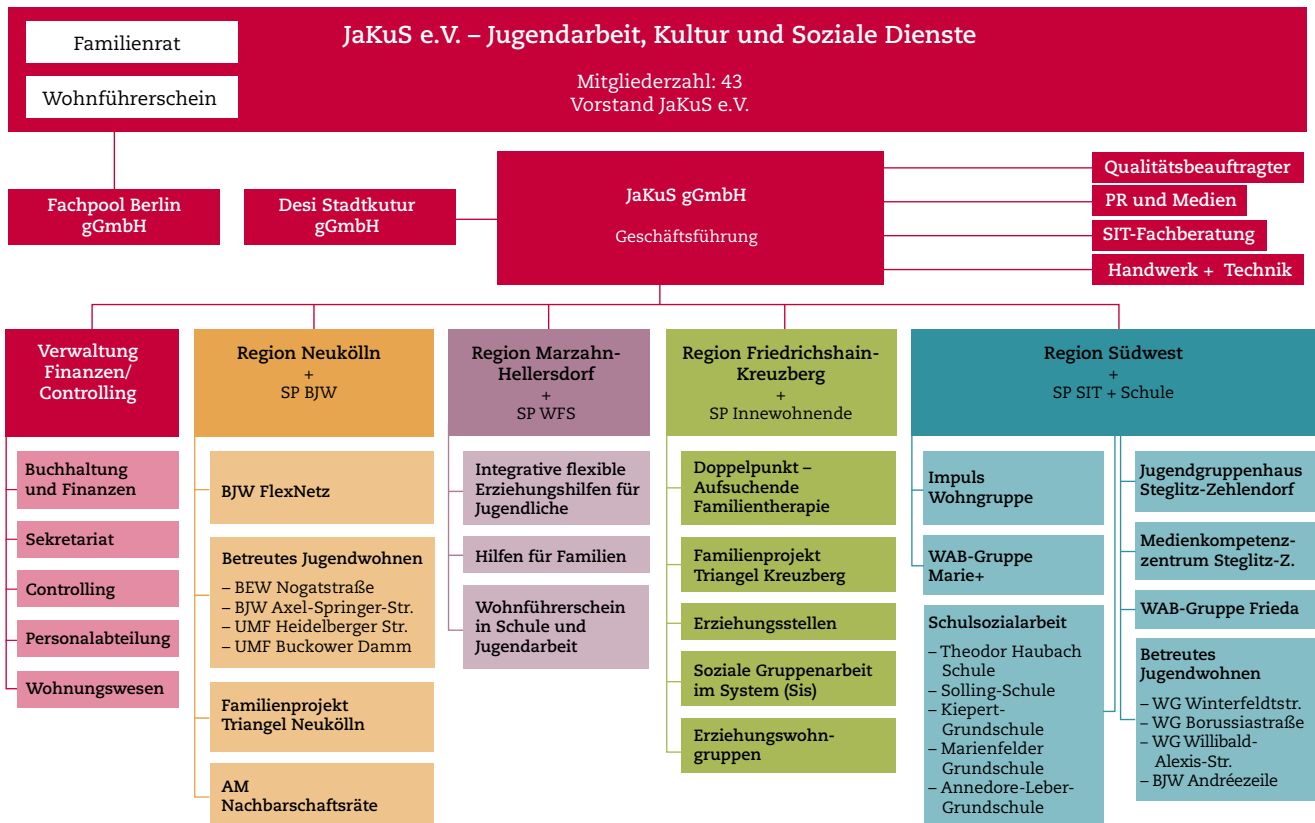 Familienrat
Wohnführerschein
JaKuS e.V. – Jugendarbeit, Kultur und Soziale Dienste
Mitgliederzahl: 43
Vorstand JaKuS e.V.
Fachpool Berlin
gGmbH
Desi Stadtkutur
gGmbH
JaKuS gGmbH
Geschäftsführung
Qualitätsbeauftragter
PR und Medien
SIT-Fachberatung
Handwerk + Technik
Verwaltung
Finanzen/
Controlling
Buchhaltung
und Finanzen
Sekretariat
Controlling
Personalabteilung
Wohnungswesen
Region Neukölln
+
SP BJW
BJW FlexNetz
Betreutes Jugendwohnen
– BEW Nogatstraße
– BJW Axel-Springer-Str.
– UMF Heidelberger Str.
– UMF Buckower Damm
Familienprojekt
Triangel Neukölln
AM
Nachbarschaftsräte
Region Marzahn-
Hellersdorf
+
SP WFS
Integrative flexible
Erziehungshilfen für
Jugendliche
Hilfen für Familien
Wohnführerschein
in Schule und
Jugendarbeit
Region Friedrichshain-
Kreuzberg
+
SP Innewohnende
Doppelpunkt –
Aufsuchende
Familientherapie
Familienprojekt
Triangel Kreuzberg
Erziehungsstellen
Soziale Gruppenarbeit
im System (Sis)
Erziehungswohn-
gruppen
Region Südwest
+
SP SIT + Schule
Impuls
Wohngruppe
WAB-Gruppe
Marie+
Schulsozialarbeit
– Theodor Haubach
Schule
– Solling-Schule
– Kiepert-
Grundschule
– Marienfelder
Grundschule
– Annedore-Leber-
Grundschule
Jugendgruppenhaus
Steglitz-Zehlendorf
Medienkompetenz-
zentrum Steglitz-Z.
WAB-Gruppe Frieda
Betreutes
Jugendwohnen
– WG Winterfeldtstr.
– WG Borussiastraße
– WG Willibald-
Alexis-Str.
– BJW Andréezeile